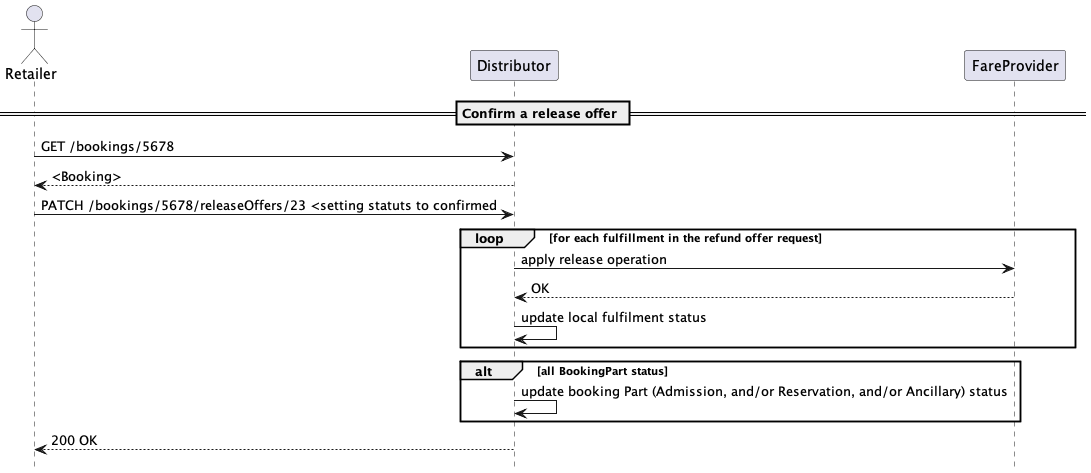 Retailer
Distributor
FareProvider
Confirm a release offer
GET /bookings/5678
<Booking>
PATCH /bookings/5678/releaseOffers/23 <setting statuts to confirmed
loop [for each fulfillment in the refund offer request]
apply release operation
OK
update local fulfilment status
alt [all BookingPart status]
update booking Part (Admission, and/or Reservation, and/or Ancillary) status
200 OK